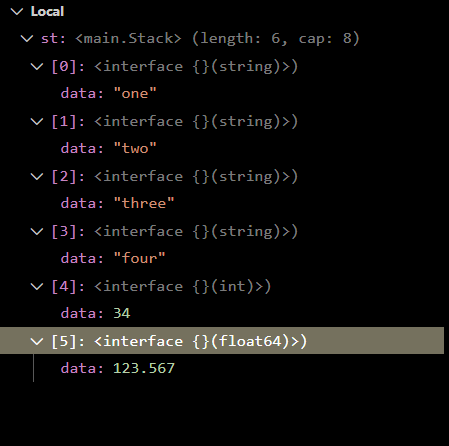 Local
st: <main.Stack> (length: 6, cap: 8)
[0]: <interface {}(string)>)
data: "one"
[1]: <interface {}(string)>)
data: "two"
[2]: <interface {}(string)>)
data: "three"
[3]: <interface {}(string)>)
data: "four"
[4]: <interface {}(int)>)
data: 34
[5]: <interface {}(float64)>)
data: 123.567